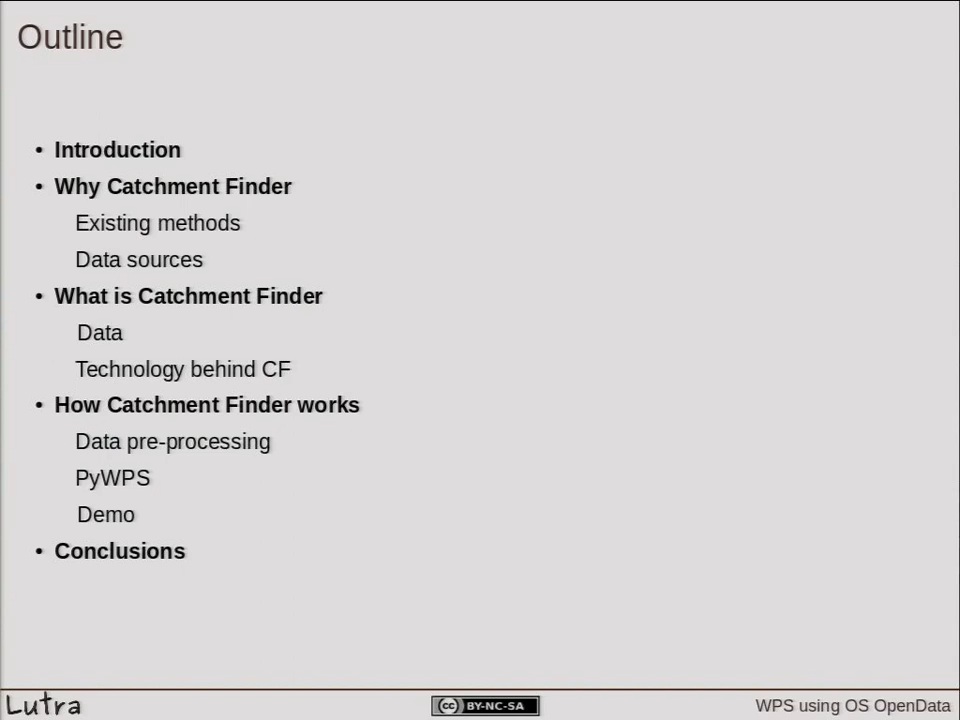 Outline
• Introduction
• Why Catchment Finder
Existing methods
Data sources
• What is Catchment Finder
Data
Technology behind CF
• How Catchment Finder works
Data pre-processing
PyWPS
Demo
• Conclusions
Lutra
cc BY-NC-SA
WPS using OS OpenData